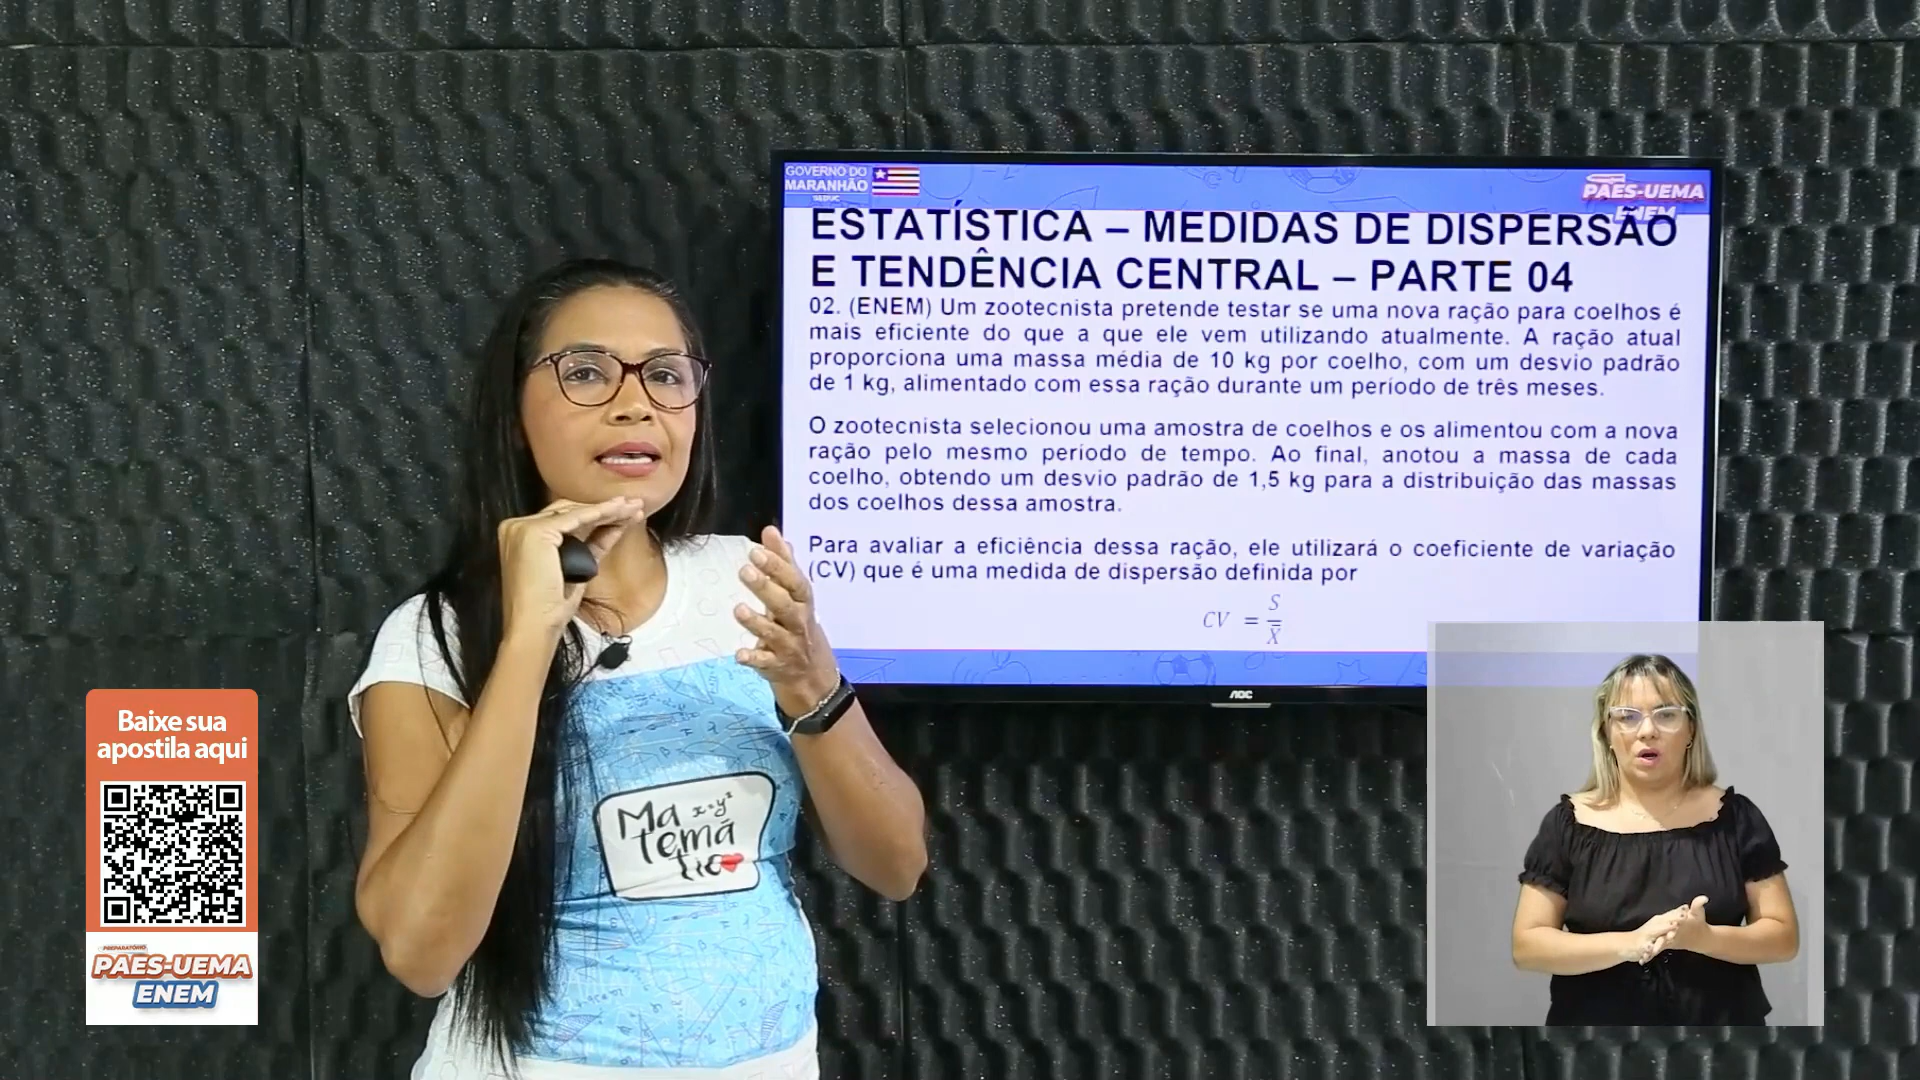 GOVERNO DO
MARANHÃO
SEDUC
PAES-UEMA
ENEM
ESTATÍSTICA – MEDIDAS DE DISPERSÃO
E TENDÊNCIA CENTRAL – PARTE 04
02. (ENEM) Um zootecnista pretende testar se uma nova ração para coelhos é
mais eficiente do que a que ele vem utilizando atualmente. A ração atual
proporciona uma massa média de 10 kg por coelho, com um desvio padrão
de 1 kg, alimentado com essa ração durante um período de três meses.
O zootecnista selecionou uma amostra de coelhos e os alimentou com a nova
ração pelo mesmo período de tempo. Ao final, anotou a massa de cada
coelho, obtendo um desvio padrão de 1,5 kg para a distribuição das massas
dos coelhos dessa amostra.
Para avaliar a eficiência dessa ração, ele utilizará o coeficiente de variação
(CV) que é uma medida de dispersão definida por
CV = S/X̄
AOC
Ma x²y²
temá
tic
Baixe sua
apostila aqui
PREPARATÓRIO
PAES-UEMA
ENEM